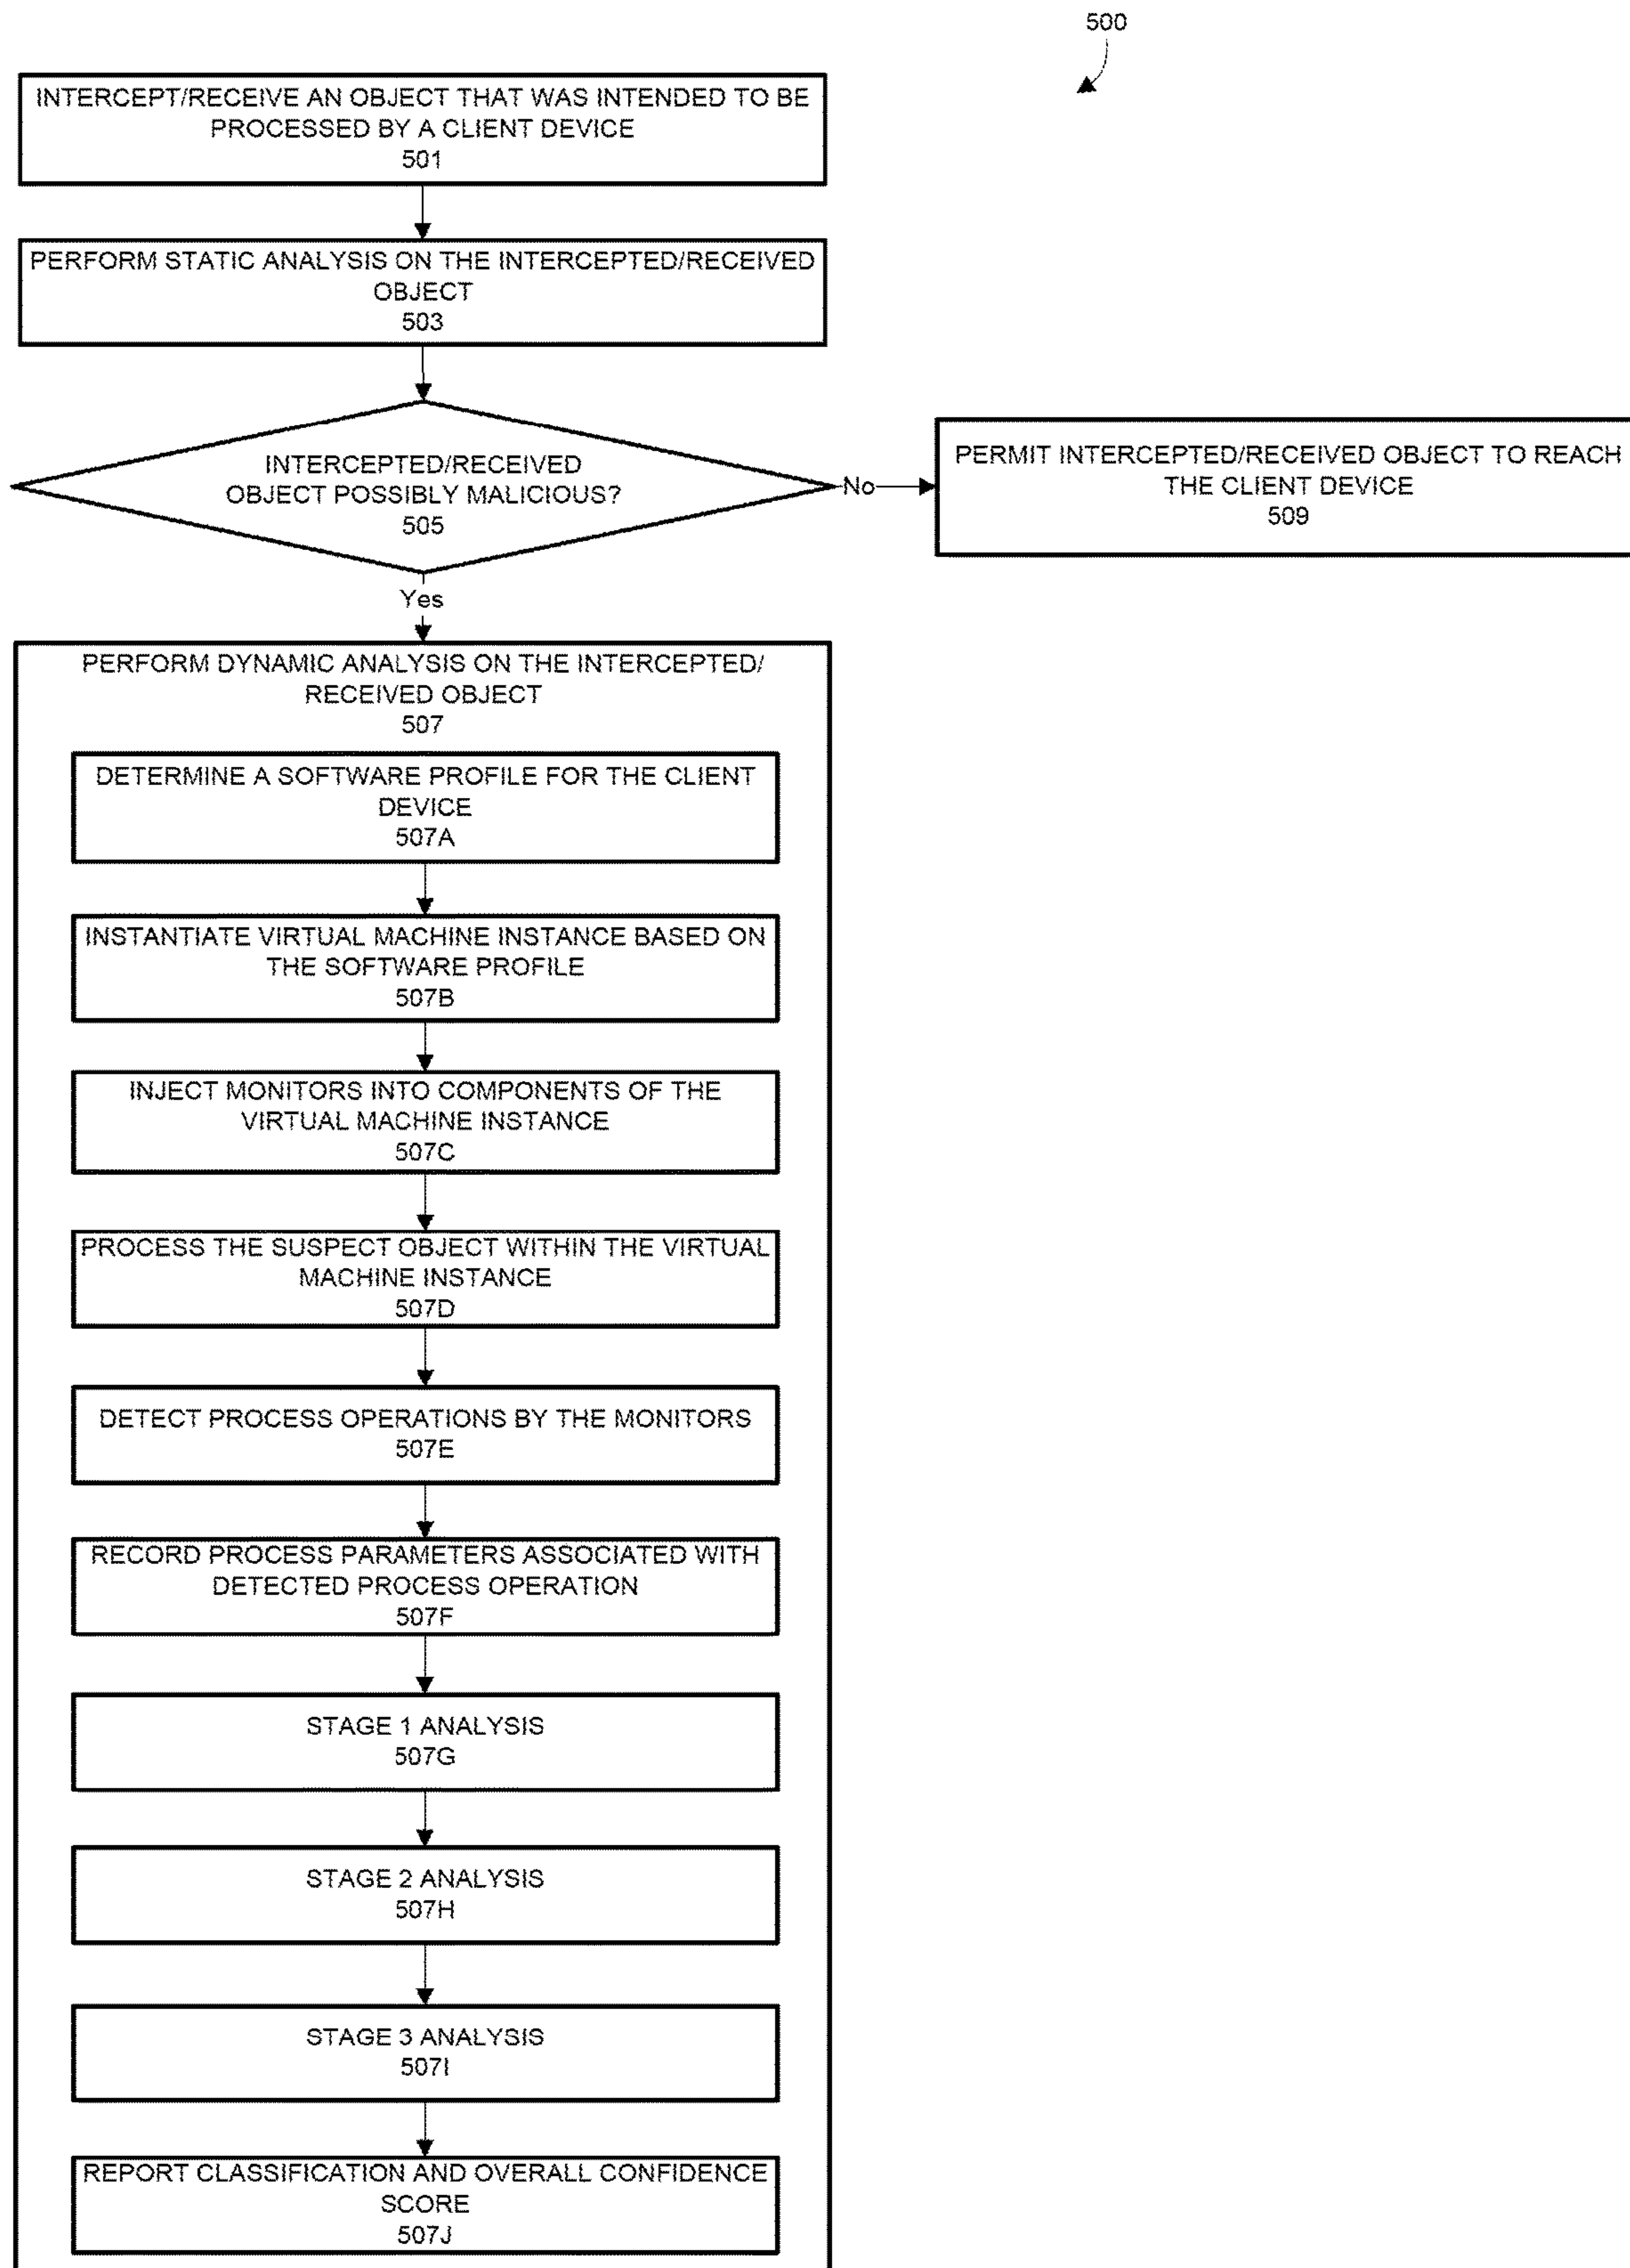 500
INTERCEPT/RECEIVE AN OBJECT THAT WAS INTENDED TO BE
PROCESSED BY A CLIENT DEVICE
501
PERFORM STATIC ANALYSIS ON THE INTERCEPTED/RECEIVED
OBJECT
503
INTERCEPTED/RECEIVED
OBJECT POSSIBLY MALICIOUS?
505
No
PERMIT INTERCEPTED/RECEIVED OBJECT TO REACH
THE CLIENT DEVICE
509
Yes
PERFORM DYNAMIC ANALYSIS ON THE INTERCEPTED/
RECEIVED OBJECT
507
DETERMINE A SOFTWARE PROFILE FOR THE CLIENT
DEVICE
507A
INSTANTIATE VIRTUAL MACHINE INSTANCE BASED ON
THE SOFTWARE PROFILE
507B
INJECT MONITORS INTO COMPONENTS OF THE
VIRTUAL MACHINE INSTANCE
507C
PROCESS THE SUSPECT OBJECT WITHIN THE VIRTUAL
MACHINE INSTANCE
507D
DETECT PROCESS OPERATIONS BY THE MONITORS
507E
RECORD PROCESS PARAMETERS ASSOCIATED WITH
DETECTED PROCESS OPERATION
507F
STAGE 1 ANALYSIS
507G
STAGE 2 ANALYSIS
507H
STAGE 3 ANALYSIS
507I
REPORT CLASSIFICATION AND OVERALL CONFIDENCE
SCORE
507J